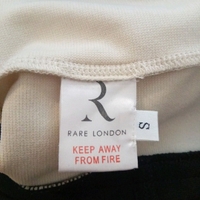 R
RARE LONDON
KEEP AWAY
FROM FIRE
S